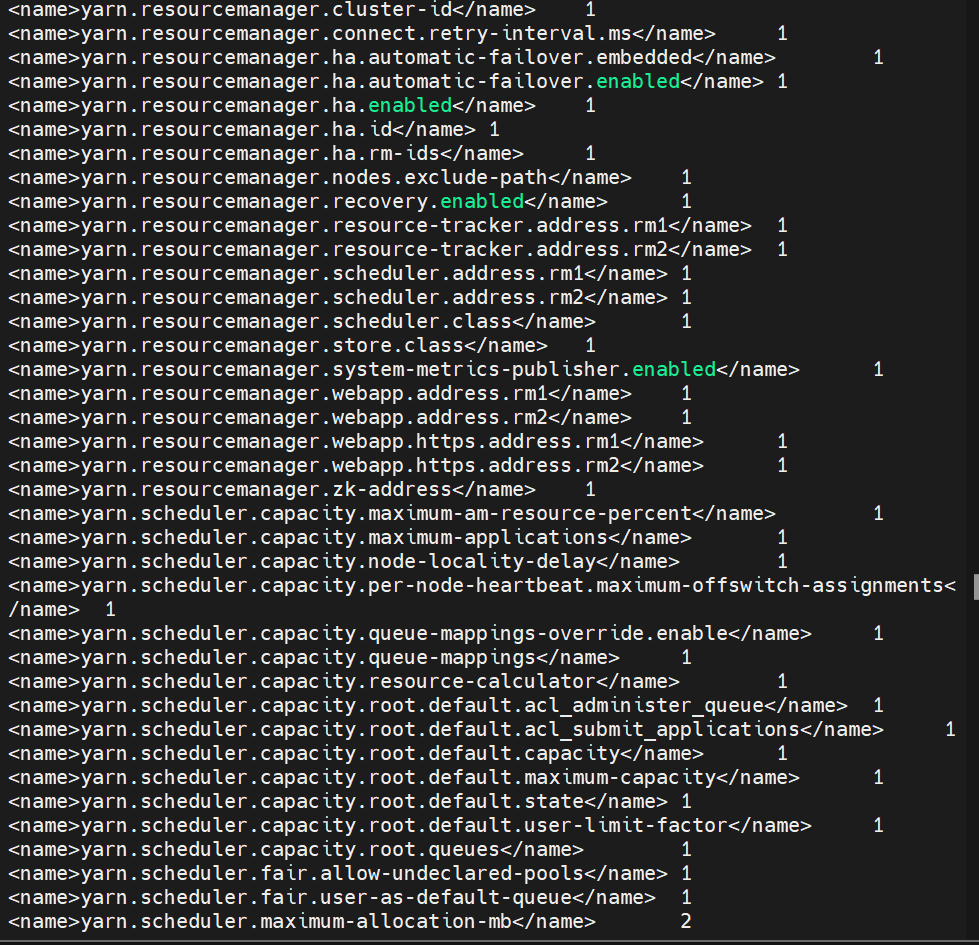 <name>yarn.resourcemanager.cluster-id</name>	1
<name>yarn.resourcemanager.connect.retry-interval.ms</name>	1
<name>yarn.resourcemanager.ha.automatic-failover.embedded</name>	1
<name>yarn.resourcemanager.ha.automatic-failover.enabled</name>	1
<name>yarn.resourcemanager.ha.enabled</name>	1
<name>yarn.resourcemanager.ha.id</name>	1
<name>yarn.resourcemanager.ha.rm-ids</name>	1
<name>yarn.resourcemanager.nodes.exclude-path</name>	1
<name>yarn.resourcemanager.recovery.enabled</name>	1
<name>yarn.resourcemanager.resource-tracker.address.rm1</name>	1
<name>yarn.resourcemanager.resource-tracker.address.rm2</name>	1
<name>yarn.resourcemanager.scheduler.address.rm1</name>	1
<name>yarn.resourcemanager.scheduler.address.rm2</name>	1
<name>yarn.resourcemanager.scheduler.class</name>	1
<name>yarn.resourcemanager.store.class</name>	1
<name>yarn.resourcemanager.system-metrics-publisher.enabled</name>	1
<name>yarn.resourcemanager.webapp.address.rm1</name>	1
<name>yarn.resourcemanager.webapp.address.rm2</name>	1
<name>yarn.resourcemanager.webapp.https.address.rm1</name>	1
<name>yarn.resourcemanager.webapp.https.address.rm2</name>	1
<name>yarn.resourcemanager.zk-address</name>	1
<name>yarn.scheduler.capacity.maximum-am-resource-percent</name>	1
<name>yarn.scheduler.capacity.maximum-applications</name>	1
<name>yarn.scheduler.capacity.node-locality-delay</name>	1
<name>yarn.scheduler.capacity.per-node-heartbeat.maximum-offswitch-assignments<
/name>	1
<name>yarn.scheduler.capacity.queue-mappings-override.enable</name>	1
<name>yarn.scheduler.capacity.queue-mappings</name>	1
<name>yarn.scheduler.capacity.resource-calculator</name>	1
<name>yarn.scheduler.capacity.root.default.acl_administer_queue</name>	1
<name>yarn.scheduler.capacity.root.default.acl_submit_applications</name>	1
<name>yarn.scheduler.capacity.root.default.capacity</name>	1
<name>yarn.scheduler.capacity.root.default.maximum-capacity</name>	1
<name>yarn.scheduler.capacity.root.default.state</name>	1
<name>yarn.scheduler.capacity.root.default.user-limit-factor</name>	1
<name>yarn.scheduler.capacity.root.queues</name>	1
<name>yarn.scheduler.fair.allow-undeclared-pools</name>	1
<name>yarn.scheduler.fair.user-as-default-queue</name>	1
<name>yarn.scheduler.maximum-allocation-mb</name>	2